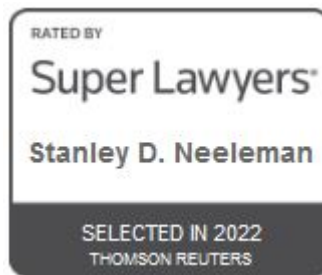 RATED BY
Super Lawyers®
Stanley D. Neeleman
SELECTED IN 2022
THOMSON REUTERS